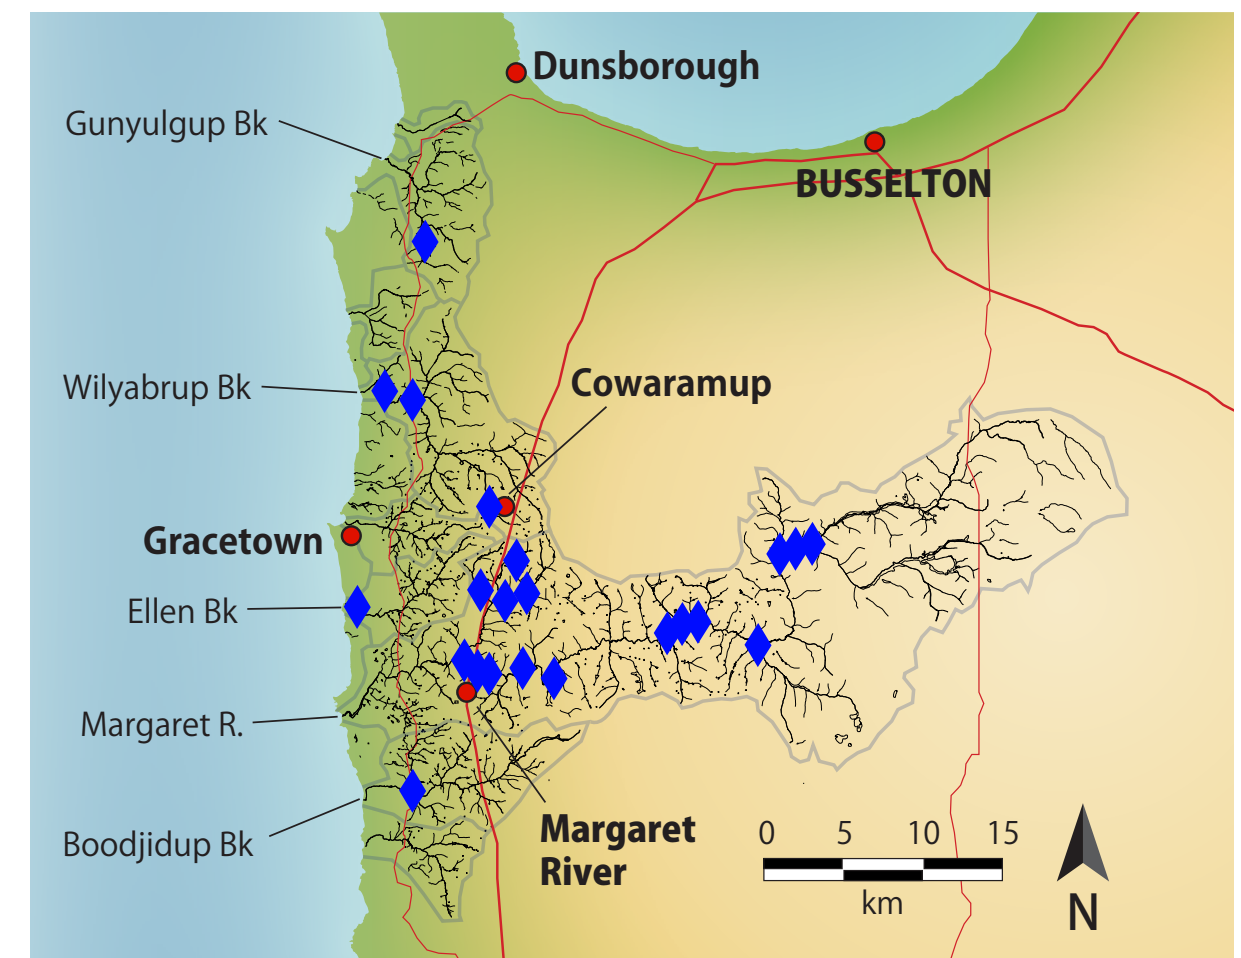 Dunsborough
Gunyulgup Bk
BUSSELTON
Wilyabrup Bk
Cowaramup
Gracetown
Ellen Bk
Margaret R.
Boodjidup Bk
Margaret
River
0 5 10 15
km
N